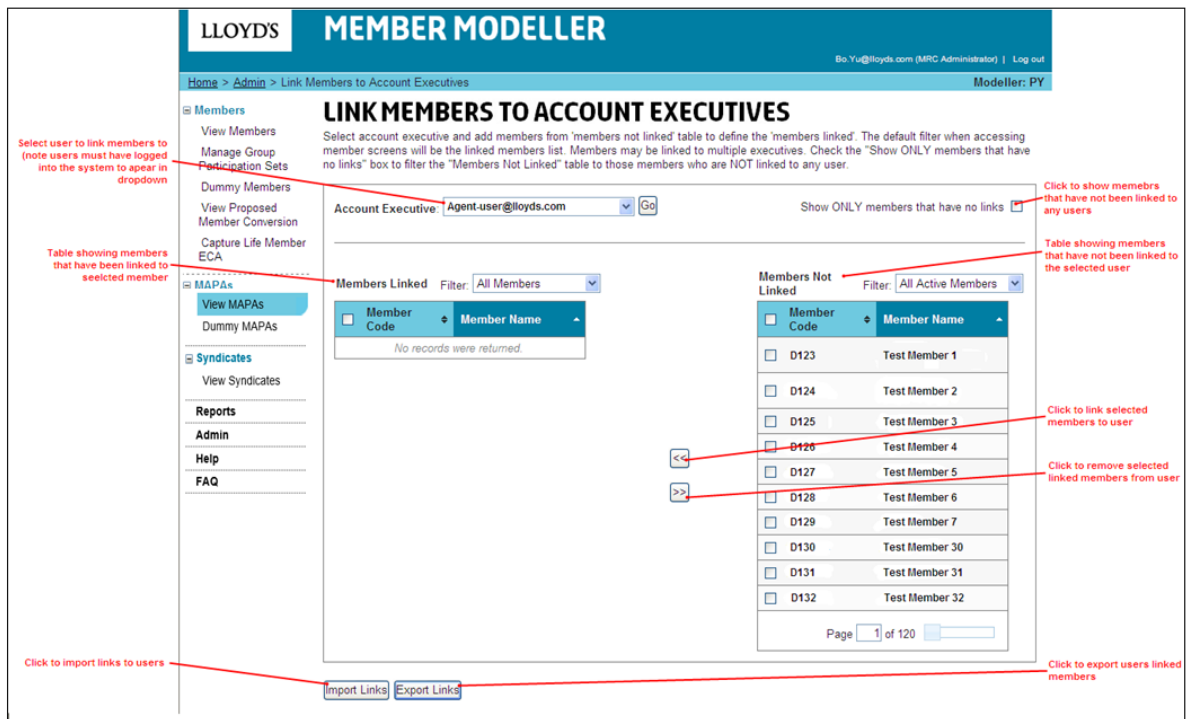 LLOYD'S
MEMBER MODELLER
Bo.Yu@lloyds.com (MRC Administrator) | Log out
Home > Admin > Link Members to Account Executives
Modeller: PY
Members
View Members
Manage Group
Participation Sets
Dummy Members
View Proposed
Member Conversion
Capture Life Member
ECA
MAPAs
View MAPAs
Dummy MAPAs
Syndicates
View Syndicates
Reports
Admin
Help
FAQ
LINK MEMBERS TO ACCOUNT EXECUTIVES
Select account executive and add members from 'members not linked' table to define the 'members linked'. The default filter when accessing
member screens will be the linked members list. Members may be linked to multiple executives. Check the "Show ONLY members that have
no links" box to filter the "Members Not Linked" table to those members who are NOT linked to any user.
Select user to link members to
(note users must have logged
into the system to apear in
dropdown
Account Executive: Agent-user@lloyds.com Go
Show ONLY members that have no links
Click to show memebrs
that have not been linked to
any users
Table showing members
that have been linked to
seelcted member
Members Linked Filter: All Members
Member
Code
Member Name
No records were returned.
Members Not
Linked
Filter: All Active Members
Table showing members
that have not been linked to
the selected user
Member
Code
Member Name
D123 Test Member 1
D124 Test Member 2
D125 Test Member 3
D126 Test Member 4
D127 Test Member 5
D128 Test Member 6
D129 Test Member 7
D130 Test Member 30
D131 Test Member 31
D132 Test Member 32
Page 1 of 120
<<
>>
Click to link selected
members to user
Click to remove selected
linked members from user
Click to import links to users
Import Links Export Links
Click to export users linked
members